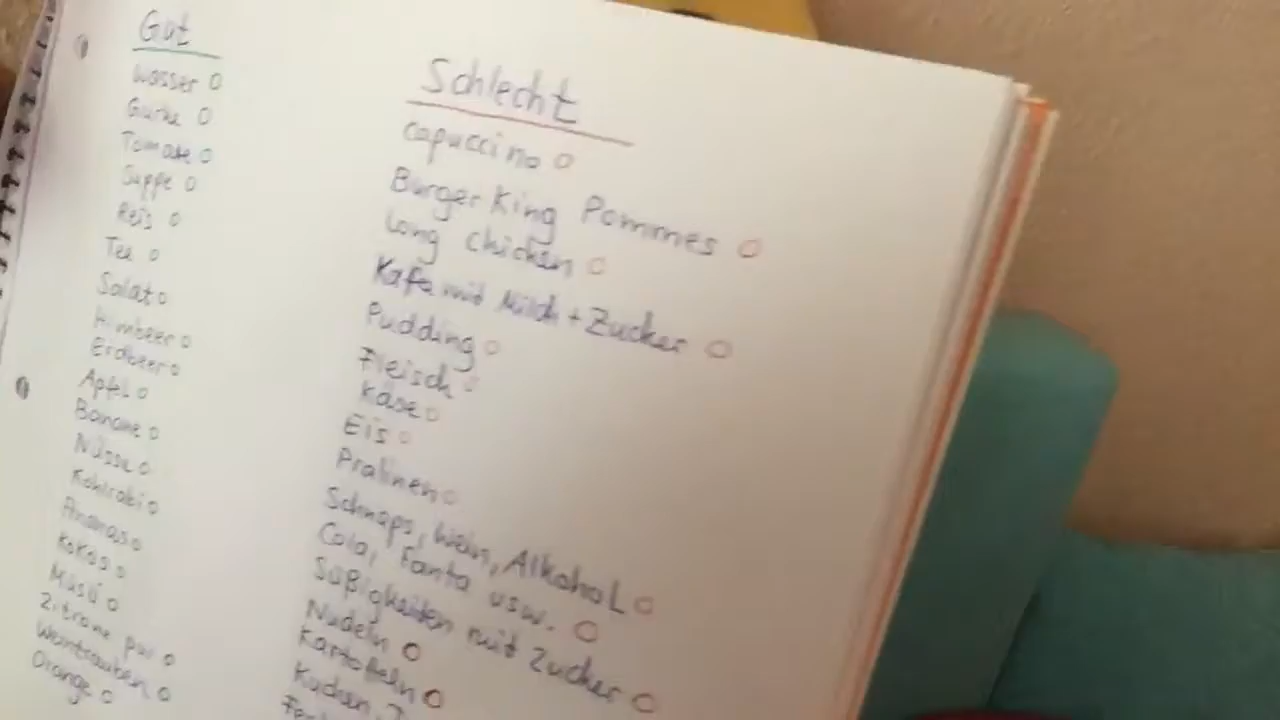 Gut
Wasser
Gurke
Tomate
Suppe
Reis
Tee
Salat
Himbeer
Erdbeer
Apfel
Banane
Nüsse
Kohlrabi
Ananas
Kokos
Müsli
Zitrone pur
Weintrauben
Orange
Schlecht
Capuccino
Burger King Pommes
Long Chicken
Kafe mit Milch + Zucker
Pudding
Fleisch
Käse
Eis
Pralinen
Schnaps, Wein, Alkohol
Cola, Fanta usw.
Süßigkeiten mit Zucker
Nudeln
Kartoffeln
Kuchen,